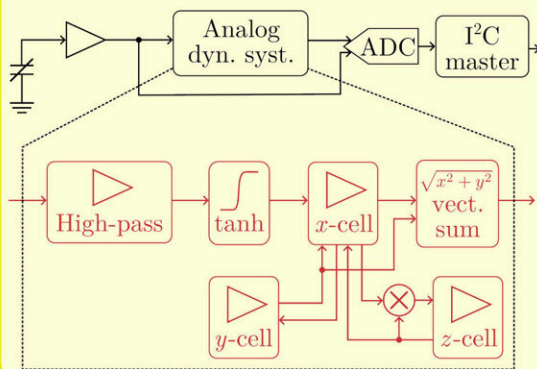 Analog
dyn. syst.
ADC
I²C
master
High-pass
tanh
x-cell
√x² + y²
vect.
sum
y-cell
z-cell